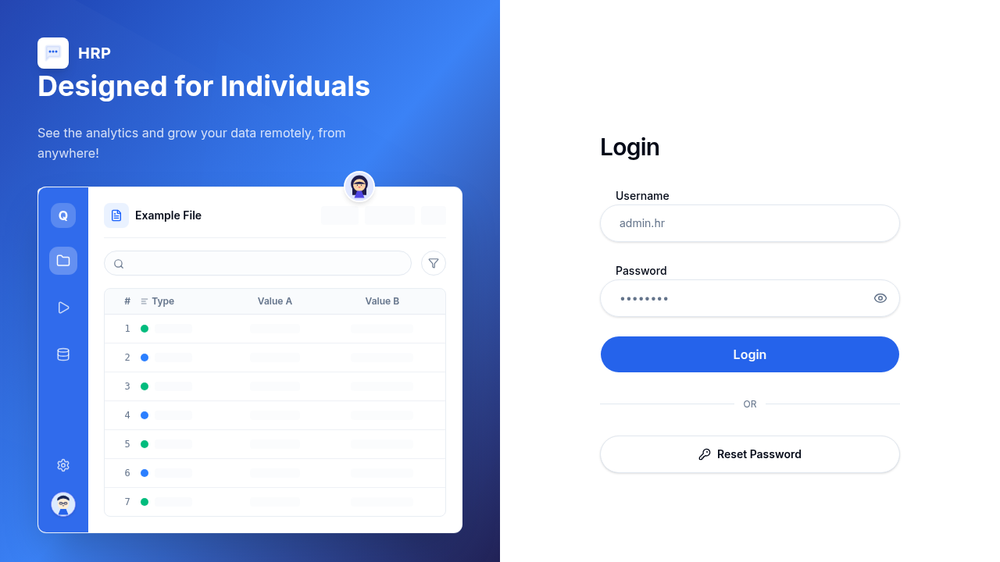 HRP
Designed for Individuals
See the analytics and grow your data remotely, from
anywhere!
Q
Example File
# Type Value A Value B
1
2
3
4
5
6
7
Login
Username
admin.hr
Password
••••••••
Login
OR
Reset Password